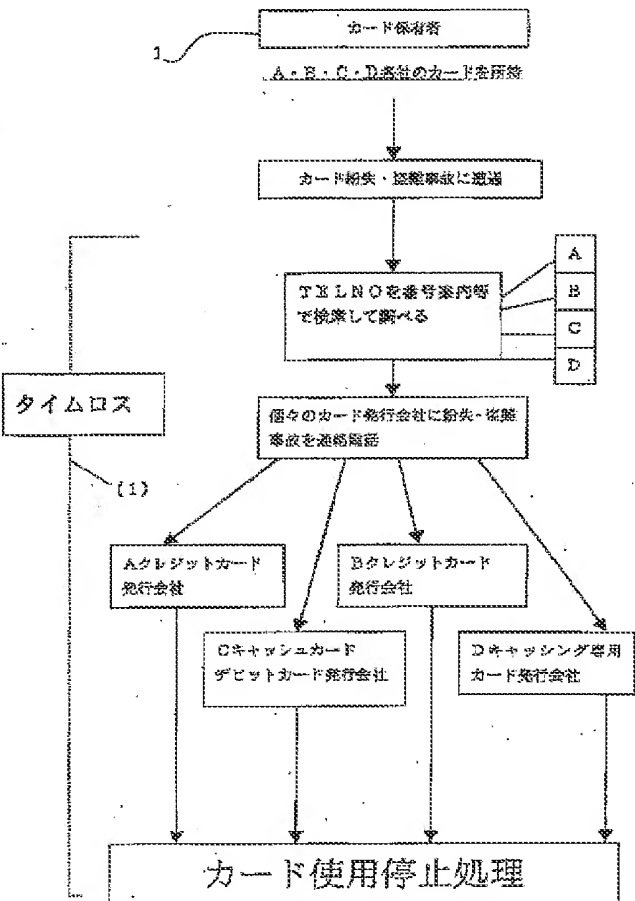 カード保有者
1
A・B・C・D各社のカードを所持
カード紛失・盗難事故に遭遇
TELNOを番号案内等
で検索して調べる
A
B
C
D
タイムロス
(1)
個々のカード発行会社に紛失・盗難
事故を連絡電話
Aクレジットカード
発行会社
Bクレジットカード
発行会社
Cキャッシュカード
デビットカード発行会社
Dキャッシング専用
カード発行会社
カード使用停止処理